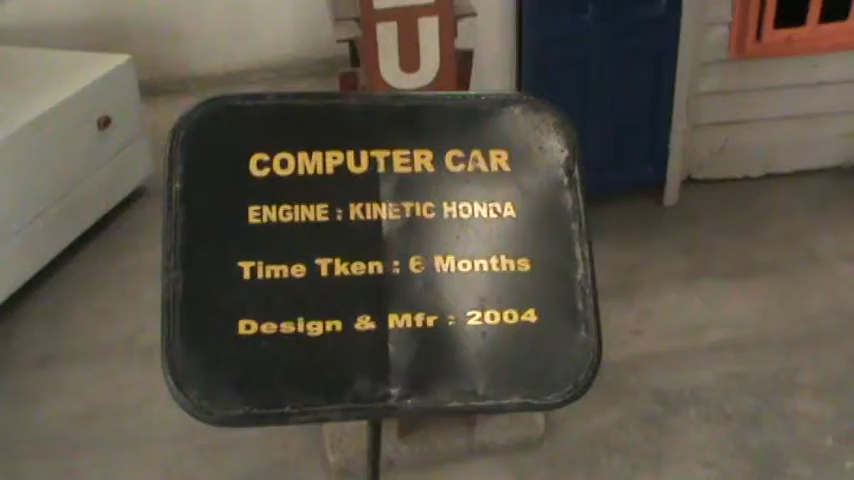 U
COMPUTER CAR
ENGINE : KINETIC HONDA
Time Tken : 6 Months
Design & Mfr : 2004